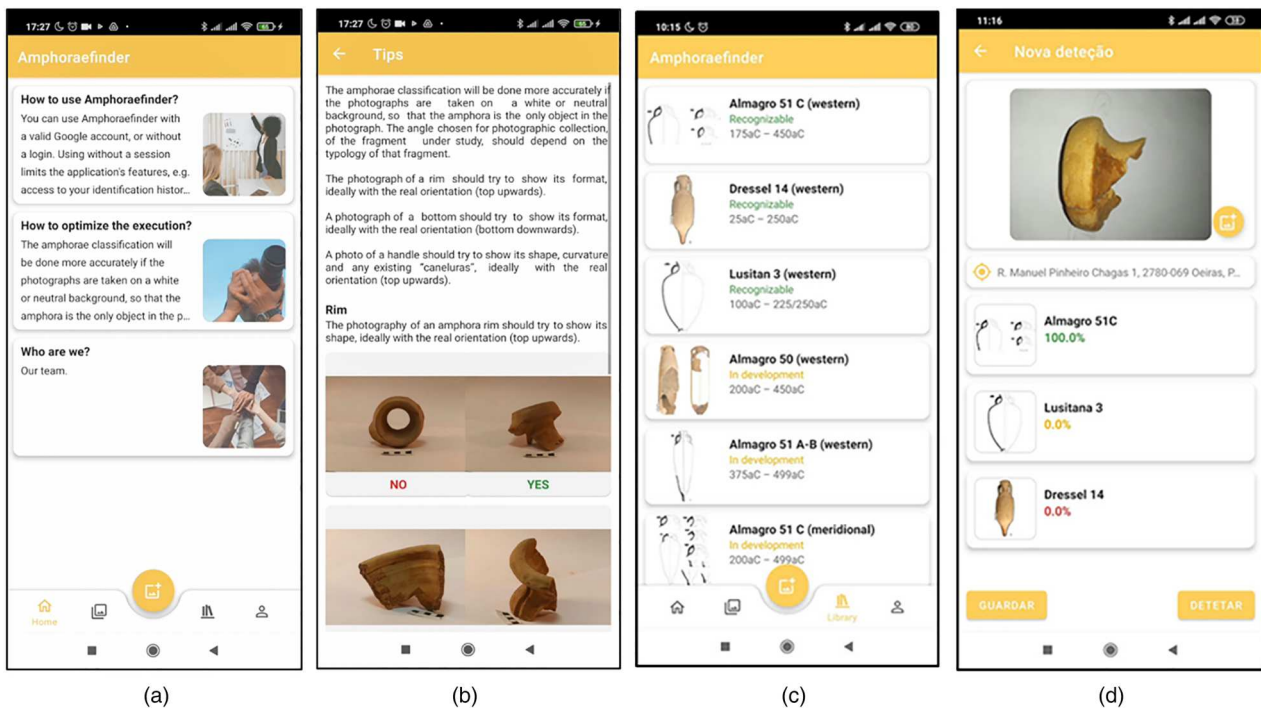 17:27
65
Amphoraefinder
How to use Amphoraefinder?
You can use Amphoraefinder with
a valid Google account, or without
a login. Using without a session
limits the application's features, e.g.
access to your identification histor...
How to optimize the execution?
The amphorae classification will
be done more accurately if the
photographs are taken on a white
or neutral background, so that the
amphora is the only object in the p...
Who are we?
Our team.
Home
(a)
17:27
65
Tips
The amphorae classification will be done more accurately if
the photographs are taken on a white or neutral
background, so that the amphora is the only object in the
photograph. The angle chosen for photographic collection,
of the fragment under study, should depend on the
typology of that fragment.
The photograph of a rim should try to show its format,
ideally with the real orientation (top upwards).
A photograph of a bottom should try to show its format,
ideally with the real orientation (bottom downwards).
A photo of a handle should try to show its shape, curvature
and any existing "caneluras", ideally with the real
orientation (top upwards).
Rim
The photography of an amphora rim should try to show its
shape, ideally with the real orientation (top upwards).
NO YES
(b)
10:15
80
Amphoraefinder
Almagro 51 C (western)
Recognizable
175aC – 450aC
Dressel 14 (western)
Recognizable
25aC – 250aC
Lusitan 3 (western)
Recognizable
100aC – 225/250aC
Almagro 50 (western)
In development
200aC – 450aC
Almagro 51 A-B (western)
In development
375aC – 499aC
Almagro 51 C (meridional)
In development
200aC – 499aC
Library
(c)
11:16
38
Nova deteção
R. Manuel Pinheiro Chagas 1, 2780-069 Oeiras, P...
Almagro 51C
100.0%
Lusitana 3
0.0%
Dressel 14
0.0%
GUARDAR DETETAR
(d)